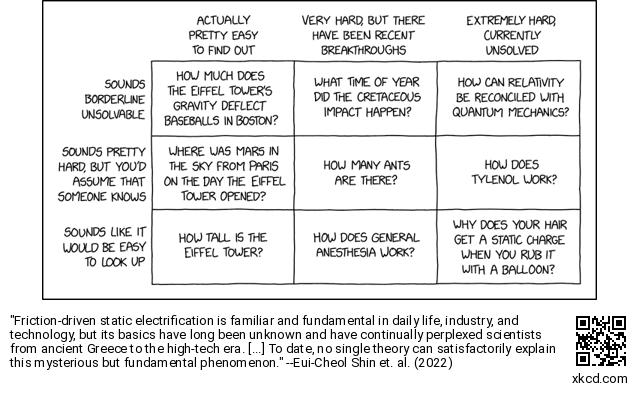 ACTUALLY
PRETTY EASY
TO FIND OUT
VERY HARD, BUT THERE
HAVE BEEN RECENT
BREAKTHROUGHS
EXTREMELY HARD,
CURRENTLY
UNSOLVED
SOUNDS
BORDERLINE
UNSOLVABLE
HOW MUCH DOES
THE EIFFEL TOWER'S
GRAVITY DEFLECT
BASEBALLS IN BOSTON?
WHAT TIME OF YEAR
DID THE CRETACEOUS
IMPACT HAPPEN?
HOW CAN RELATIVITY
BE RECONCILED WITH
QUANTUM MECHANICS?
SOUNDS PRETTY
HARD, BUT YOU'D
ASSUME THAT
SOMEONE KNOWS
WHERE WAS MARS IN
THE SKY FROM PARIS
ON THE DAY THE EIFFEL
TOWER OPENED?
HOW MANY ANTS
ARE THERE?
HOW DOES
TYLENOL WORK?
SOUNDS LIKE IT
WOULD BE EASY
TO LOOK UP
HOW TALL IS THE
EIFFEL TOWER?
HOW DOES GENERAL
ANESTHESIA WORK?
WHY DOES YOUR HAIR
GET A STATIC CHARGE
WHEN YOU RUB IT
WITH A BALLOON?
"Friction-driven static electrification is familiar and fundamental in daily life, industry, and
technology, but its basics have long been unknown and have continually perplexed scientists
from ancient Greece to the high-tech era. [...] To date, no single theory can satisfactorily explain
this mysterious but fundamental phenomenon." --Eui-Cheol Shin et. al. (2022)
xkcd.com